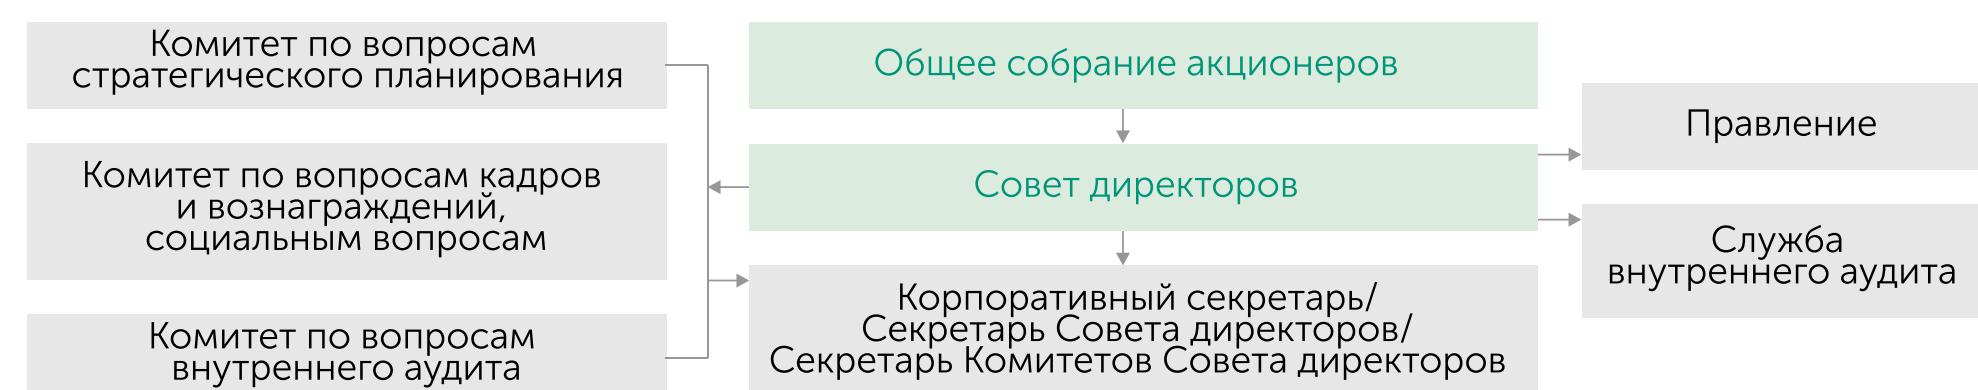 Комитет по вопросам
стратегического планирования
Комитет по вопросам кадров
и вознаграждений,
социальным вопросам
Комитет по вопросам
внутреннего аудита
Общее собрание акционеров
Совет директоров
Корпоративный секретарь/
Секретарь Совета директоров/
Секретарь Комитетов Совета директоров
Правление
Служба
внутреннего аудита